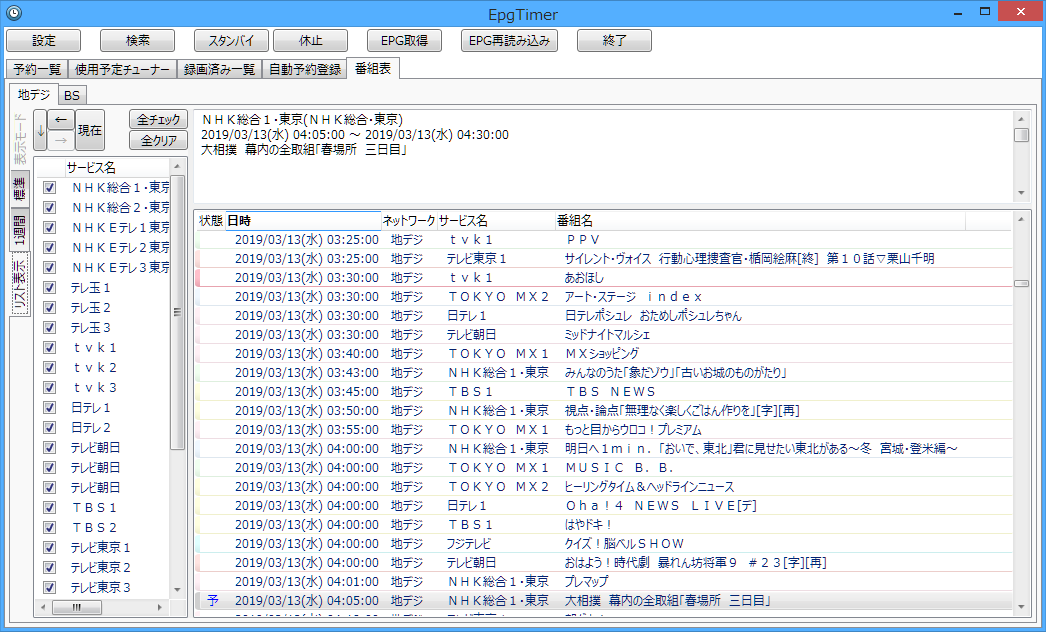 EpgTimer
設定 検索 スタンバイ 休止 EPG取得 EPG再読み込み 終了
予約一覧 使用予定チューナー 録画済み一覧 自動予約登録 番組表
地デジ BS
表示モード
標準
1週間
リスト表示
↓ ← → 現在 全チェック 全クリア
サービス名
ＮＨＫ総合１・東京
ＮＨＫ総合２・東京
ＮＨＫＥテレ１東京
ＮＨＫＥテレ２東京
ＮＨＫＥテレ３東京
テレ玉１
テレ玉２
テレ玉３
ｔｖｋ１
ｔｖｋ２
ｔｖｋ３
日テレ１
日テレ２
テレビ朝日
テレビ朝日
テレビ朝日
ＴＢＳ１
ＴＢＳ２
テレビ東京１
テレビ東京２
テレビ東京３
ＮＨＫ総合１・東京(ＮＨＫ総合・東京)
2019/03/13(水) 04:05:00 ～ 2019/03/13(水) 04:30:00
大相撲　幕内の全取組「春場所　三日目」
状態 日時 ネットワーク サービス名 番組名
2019/03/13(水) 03:25:00 地デジ ｔｖｋ１ ＰＰＶ
2019/03/13(水) 03:25:00 地デジ テレビ東京１ サイレント・ヴォイス　行動心理捜査官・楯岡絵麻[終]　第１０話▽栗山千明
2019/03/13(水) 03:30:00 地デジ ｔｖｋ１ あおほし
2019/03/13(水) 03:30:00 地デジ ＴＯＫＹＯ　ＭＸ２ アート・ステージ　ｉｎｄｅｘ
2019/03/13(水) 03:30:00 地デジ 日テレ１ 日テレポシュレ　おためしポシュレちゃん
2019/03/13(水) 03:30:00 地デジ テレビ朝日 ミッドナイトマルシェ
2019/03/13(水) 03:40:00 地デジ ＴＯＫＹＯ　ＭＸ１ ＭＸショッピング
2019/03/13(水) 03:43:00 地デジ ＮＨＫ総合１・東京 みんなのうた「象だゾウ」「古いお城のものがたり」
2019/03/13(水) 03:45:00 地デジ ＴＢＳ１ ＴＢＳ　ＮＥＷＳ
2019/03/13(水) 03:50:00 地デジ ＮＨＫ総合１・東京 視点・論点「無理なく楽しくごはん作りを」[字][再]
2019/03/13(水) 03:55:00 地デジ ＴＯＫＹＯ　ＭＸ１ もっと目からウロコ！プレミアム
2019/03/13(水) 04:00:00 地デジ ＮＨＫ総合１・東京 明日へ１ｍｉｎ．「おいで、東北」君に見せたい東北がある～冬　宮城・登米編～
2019/03/13(水) 04:00:00 地デジ ＴＯＫＹＯ　ＭＸ１ ＭＵＳＩＣ　Ｂ．Ｂ．
2019/03/13(水) 04:00:00 地デジ ＴＯＫＹＯ　ＭＸ２ ヒーリングタイム＆ヘッドラインニュース
2019/03/13(水) 04:00:00 地デジ 日テレ１ Ｏｈａ！４　ＮＥＷＳ　ＬＩＶＥ[デ]
2019/03/13(水) 04:00:00 地デジ ＴＢＳ１ はやドキ！
2019/03/13(水) 04:00:00 地デジ フジテレビ クイズ！脳ベルＳＨＯＷ
2019/03/13(水) 04:00:00 地デジ テレビ朝日 おはよう！時代劇　暴れん坊将軍９　＃２３[字][再]
2019/03/13(水) 04:01:00 地デジ ＮＨＫ総合１・東京 プレマップ
予 2019/03/13(水) 04:05:00 地デジ ＮＨＫ総合１・東京 大相撲　幕内の全取組「春場所　三日目」